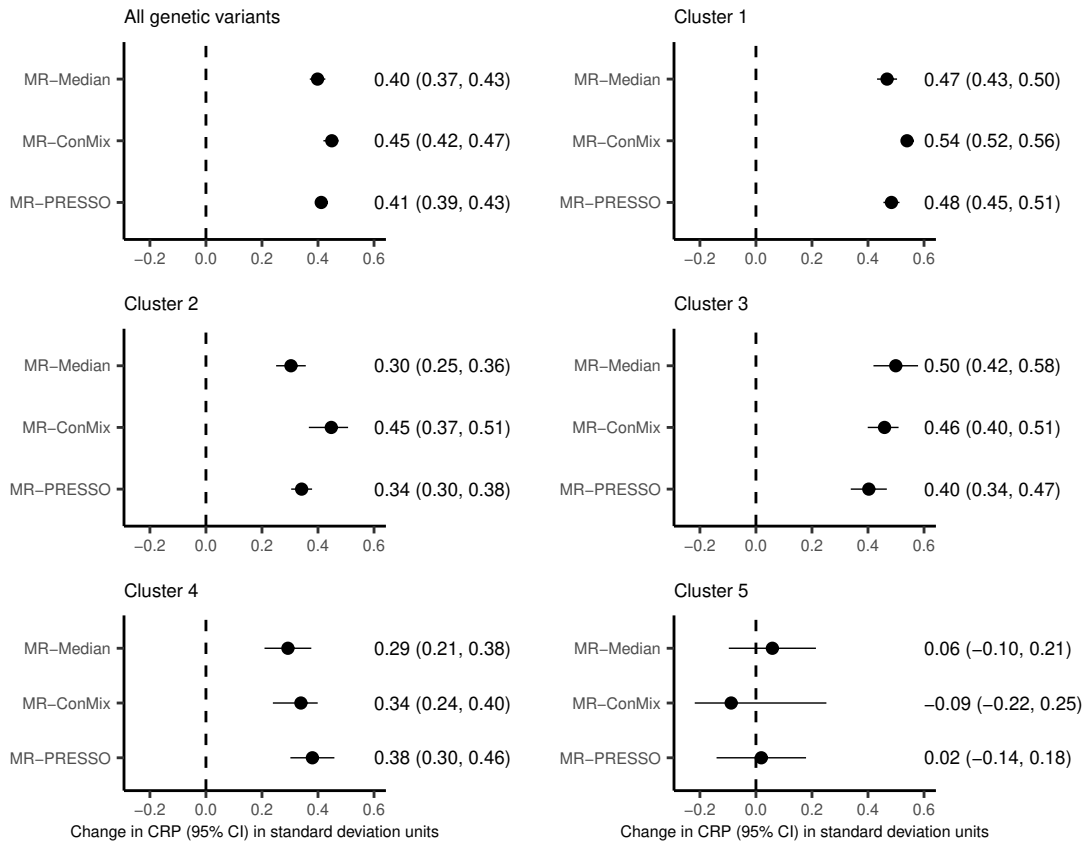 All genetic variants
MR−Median
0.40 (0.37, 0.43)
MR−ConMix
0.45 (0.42, 0.47)
MR−PRESSO
0.41 (0.39, 0.43)
−0.2 0.0 0.2 0.4 0.6
Cluster 1
MR−Median
0.47 (0.43, 0.50)
MR−ConMix
0.54 (0.52, 0.56)
MR−PRESSO
0.48 (0.45, 0.51)
−0.2 0.0 0.2 0.4 0.6
Cluster 2
MR−Median
0.30 (0.25, 0.36)
MR−ConMix
0.45 (0.37, 0.51)
MR−PRESSO
0.34 (0.30, 0.38)
−0.2 0.0 0.2 0.4 0.6
Cluster 3
MR−Median
0.50 (0.42, 0.58)
MR−ConMix
0.46 (0.40, 0.51)
MR−PRESSO
0.40 (0.34, 0.47)
−0.2 0.0 0.2 0.4 0.6
Cluster 4
MR−Median
0.29 (0.21, 0.38)
MR−ConMix
0.34 (0.24, 0.40)
MR−PRESSO
0.38 (0.30, 0.46)
−0.2 0.0 0.2 0.4 0.6
Change in CRP (95% CI) in standard deviation units
Cluster 5
MR−Median
0.06 (−0.10, 0.21)
MR−ConMix
−0.09 (−0.22, 0.25)
MR−PRESSO
0.02 (−0.14, 0.18)
−0.2 0.0 0.2 0.4 0.6
Change in CRP (95% CI) in standard deviation units